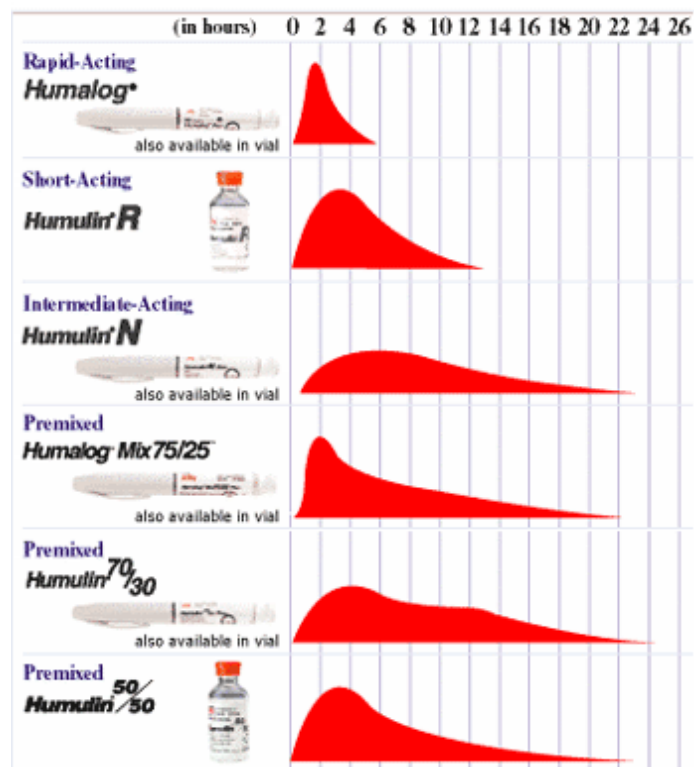 (in hours) 0 2 4 6 8 10 12 14 16 18 20 22 24 26
Rapid-Acting
Humalog
also available in vial
Short-Acting
Humulin R
Intermediate-Acting
Humulin N
also available in vial
Premixed
Humalog Mix 75/25
also available in vial
Premixed
Humulin 70/30
also available in vial
Premixed
Humulin 50/50